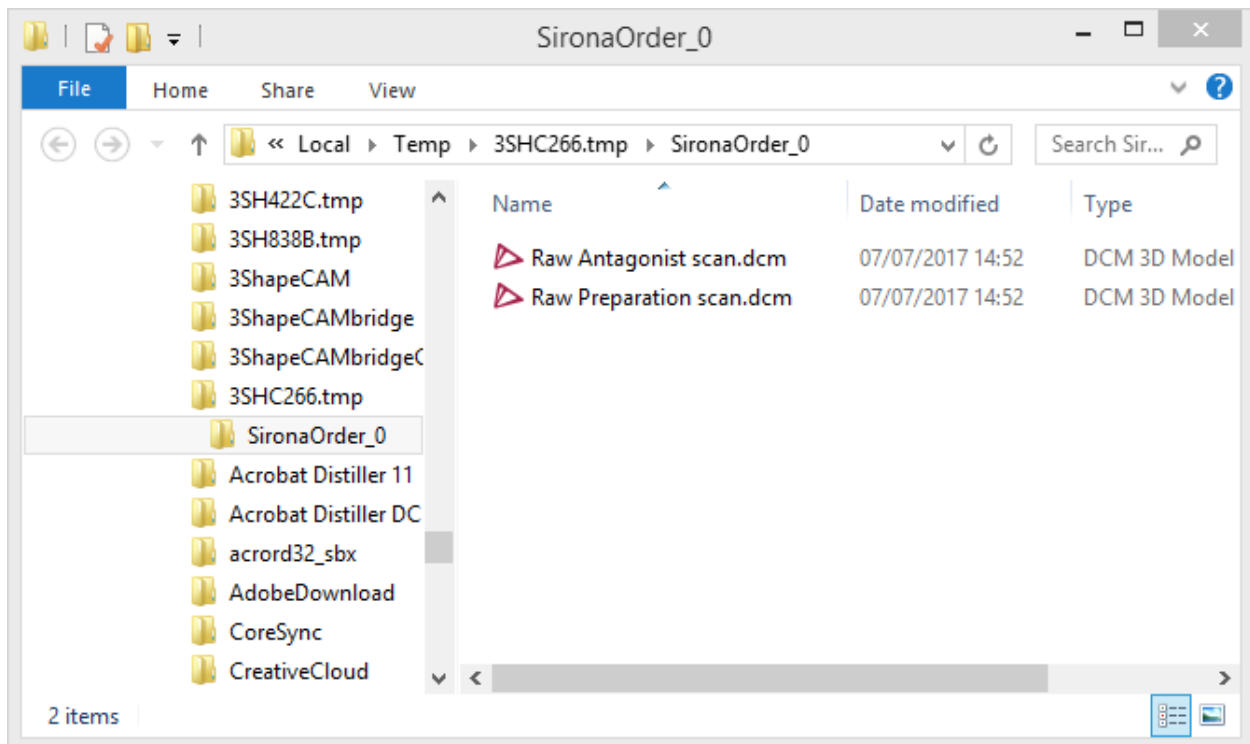 SironaOrder_0
File Home Share View
« Local Temp 3SHC266.tmp SironaOrder_0 Search Sir...
Name Date modified Type
3SH422C.tmp
3SH838B.tmp
3ShapeCAM
3ShapeCAMbridge
3ShapeCAMbridgeC
3SHC266.tmp
SironaOrder_0
Acrobat Distiller 11
Acrobat Distiller DC
acrord32_sbx
AdobeDownload
CoreSync
CreativeCloud
Raw Antagonist scan.dcm 07/07/2017 14:52 DCM 3D Model
Raw Preparation scan.dcm 07/07/2017 14:52 DCM 3D Model
2 items